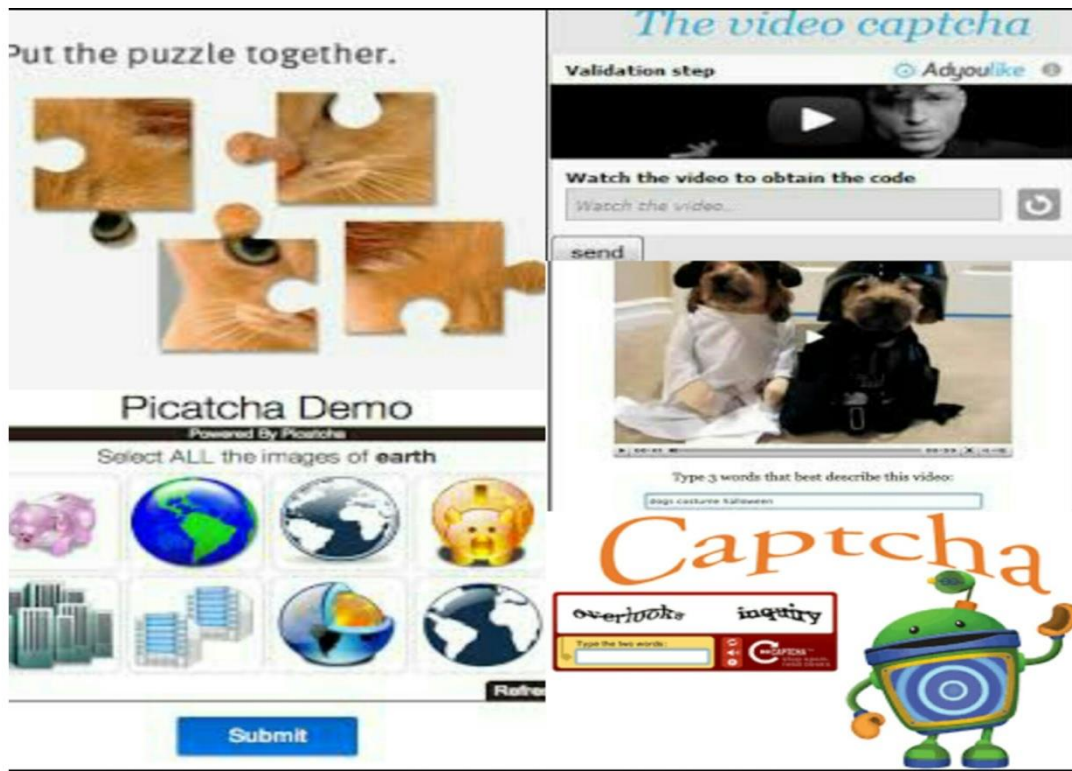 Put the puzzle together.
The video captcha
Validation step
Adyoulike
Watch the video to obtain the code
Watch the video...
send
Type 3 words that best describe this video:
dogs costume halloween
Picatcha Demo
Powered By Picatcha
Select ALL the images of earth
Refre
Submit
Captcha
overlooks inquiry
Type the two words:
CAPTCHA